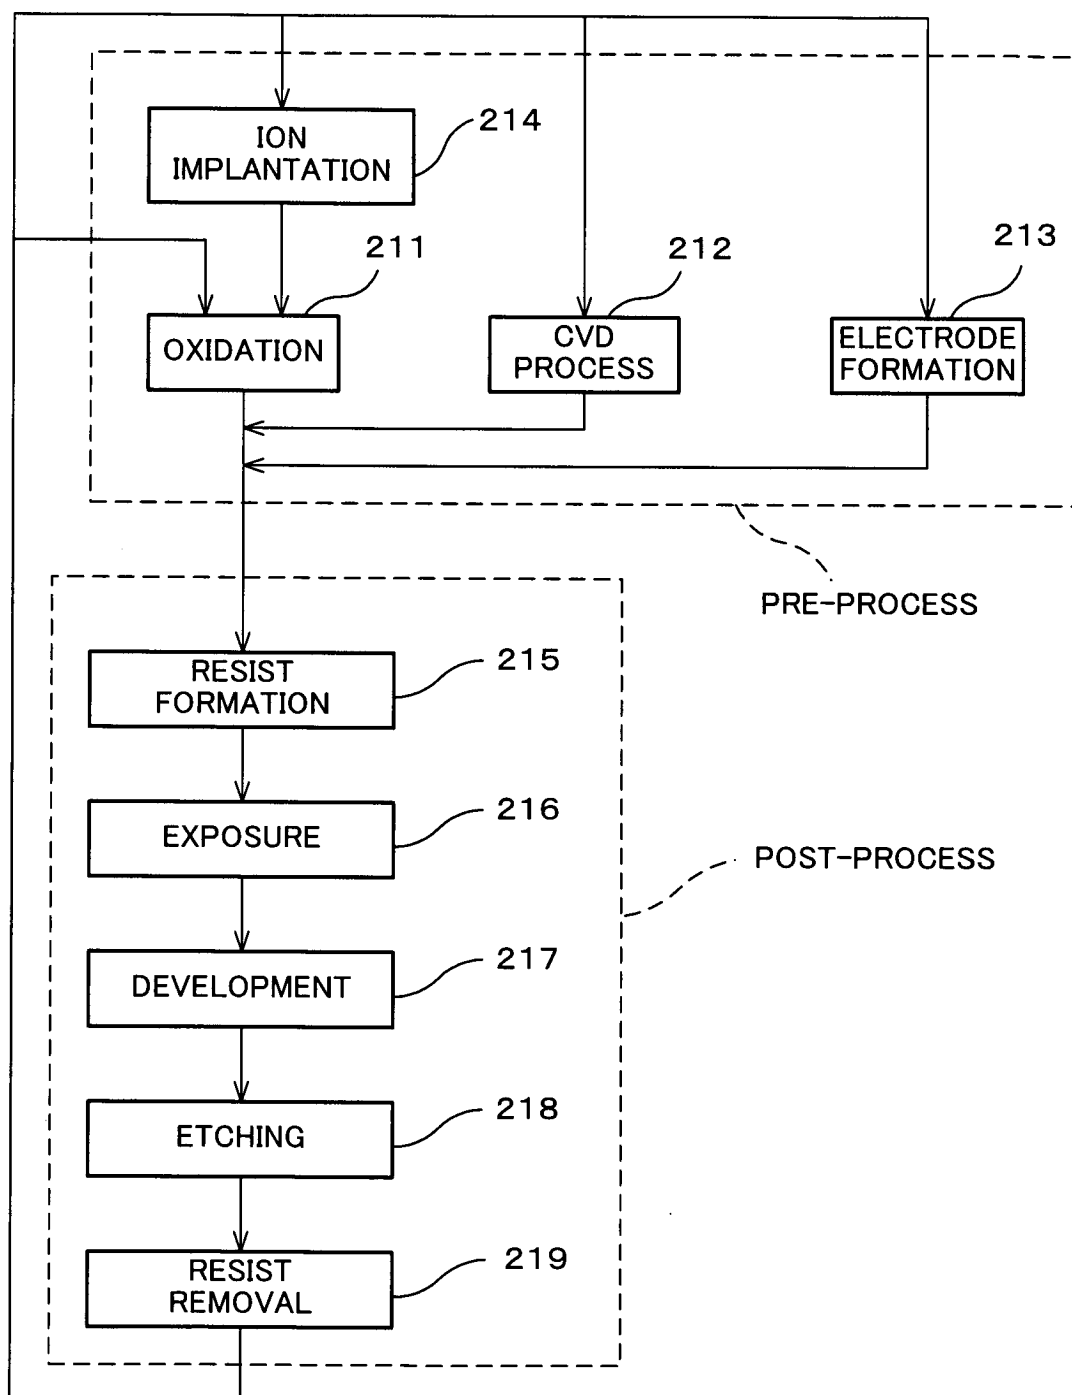 214
ION
IMPLANTATION
211
212
213
OXIDATION
CVD
PROCESS
ELECTRODE
FORMATION
PRE-PROCESS
215
RESIST
FORMATION
216
EXPOSURE
POST-PROCESS
217
DEVELOPMENT
218
ETCHING
219
RESIST
REMOVAL